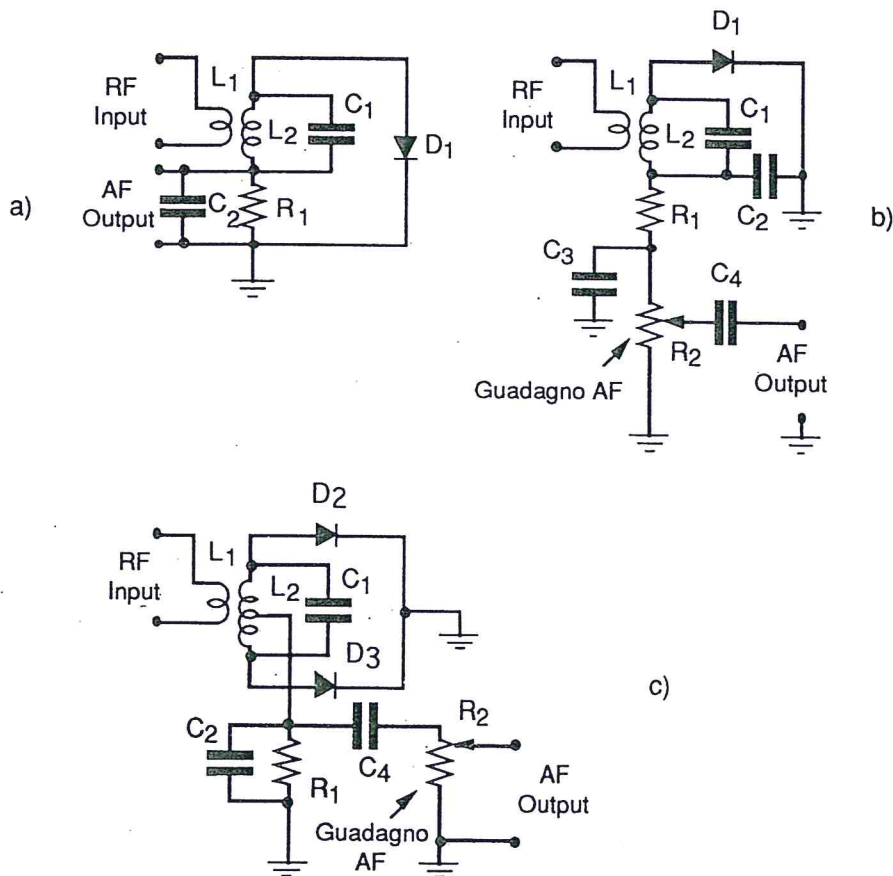 a)
RF
Input
L1
L2
C1
D1
AF
Output
C2
R1
b)
D1
RF
Input
L1
L2
C1
C2
R1
C3
C4
R2
Guadagno AF
AF
Output
c)
D2
RF
Input
L1
L2
C1
D3
C2
R1
C4
R2
Guadagno
AF
AF
Output